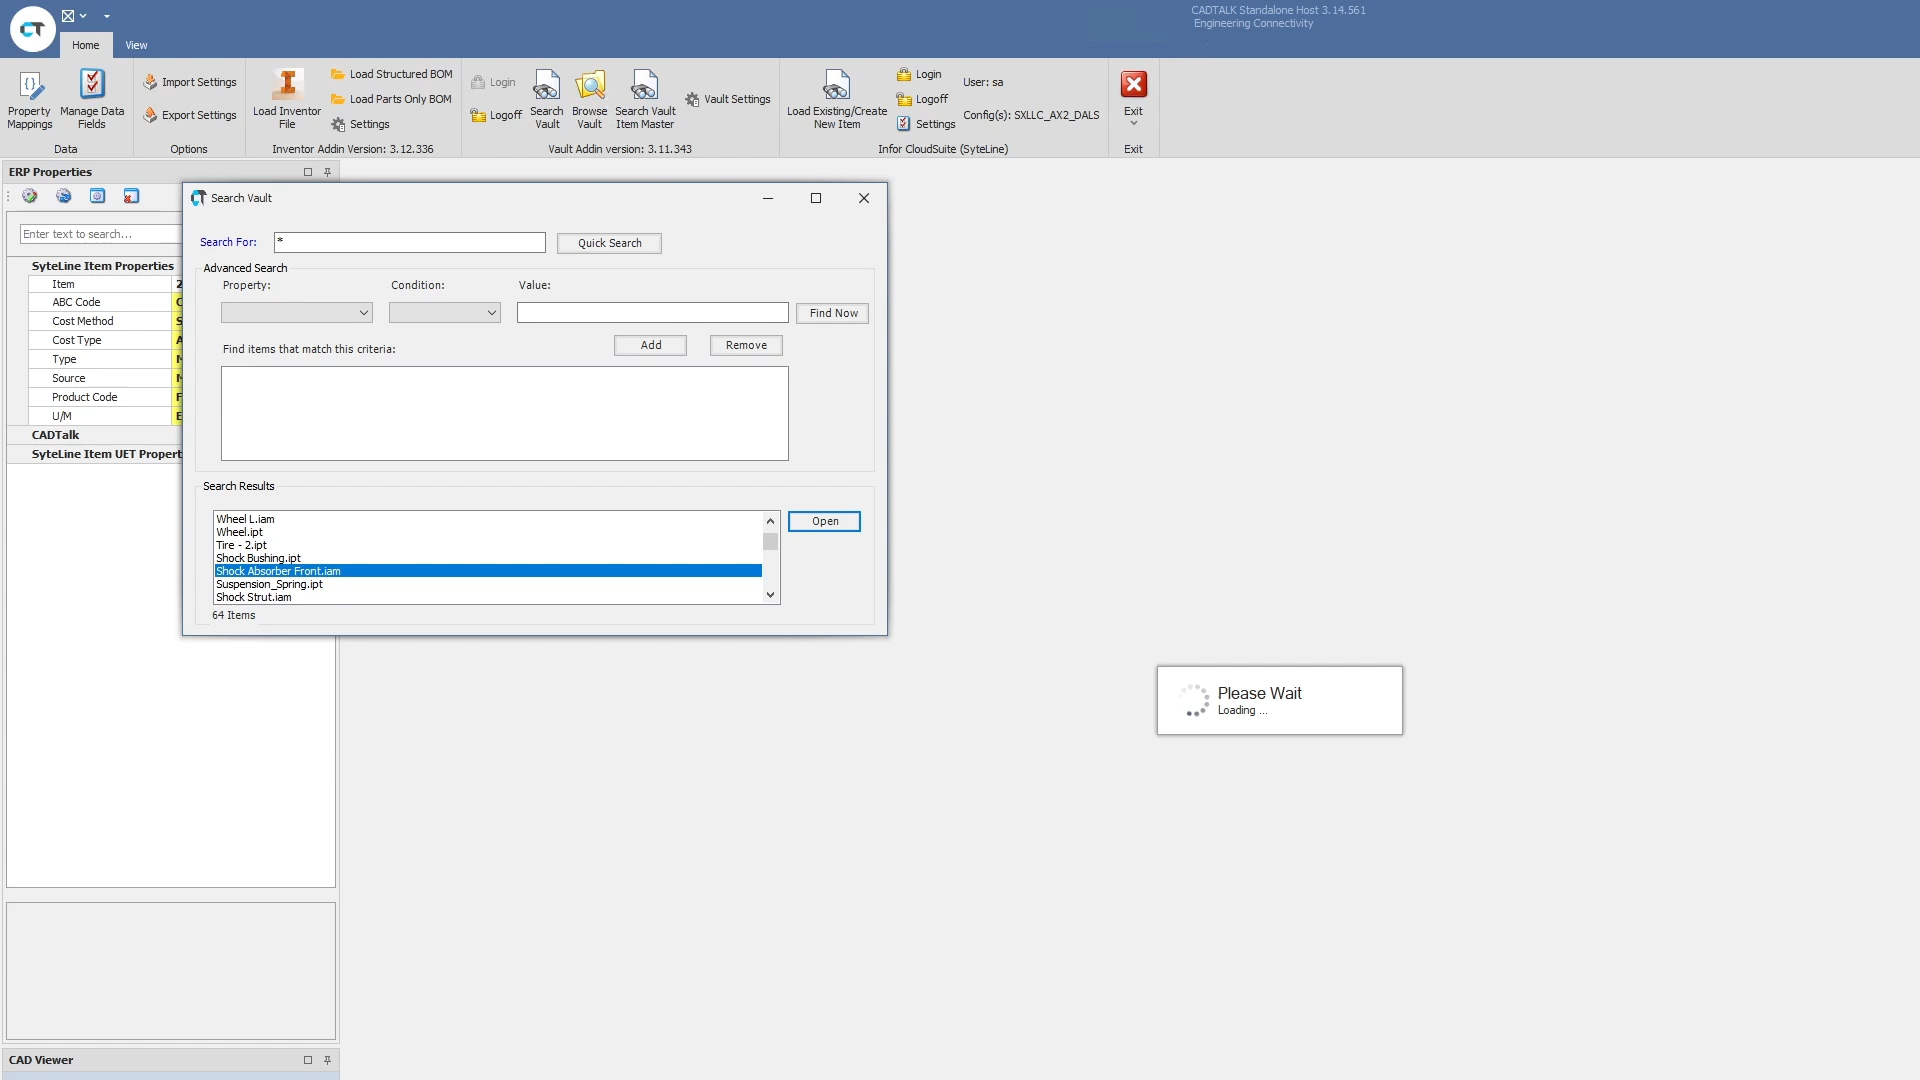 CADTALK Standalone Host 3.14.561
Engineering Connectivity
CT
Home
View
Property Mappings
Manage Data Fields
Data
Import Settings
Export Settings
Options
Load Inventor File
Load Structured BOM
Load Parts Only BOM
Settings
Inventor Addin Version: 3.12.336
Login
Logoff
Search Vault
Browse Vault
Search Vault Item Master
Vault Settings
Vault Addin version: 3.11.343
Load Existing/Create New Item
Login
Logoff
Settings
User: sa
Config(s): SXLLC_AX2_DALS
Infor CloudSuite (SyteLine)
Exit
Exit
ERP Properties
Enter text to search...
SyteLine Item Properties
Item
ABC Code
Cost Method
Cost Type
Type
Source
Product Code
U/M
CADTalk
SyteLine Item UET Propert
Search Vault
Search For:
*
Quick Search
Advanced Search
Property:
Condition:
Value:
Find Now
Find items that match this criteria:
Add
Remove
Search Results
Wheel L.iam
Wheel.ipt
Tire - 2.ipt
Shock Bushing.ipt
Shock Absorber Front.iam
Suspension_Spring.ipt
Shock Strut.iam
Open
64 Items
Please Wait
Loading ...
CAD Viewer